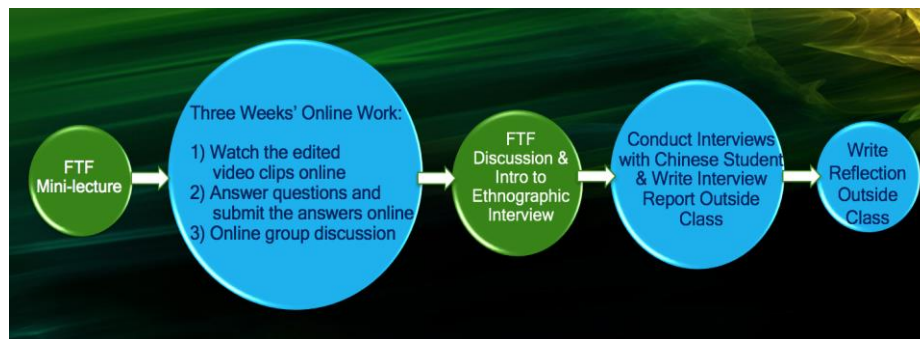 FTF
Mini-lecture
Three Weeks' Online Work:
1) Watch the edited
video clips online
2) Answer questions and
submit the answers online
3) Online group discussion
FTF
Discussion &
Intro to
Ethnographic
Interview
Conduct Interviews
with Chinese Student
& Write Interview
Report Outside
Class
Write
Reflection
Outside
Class